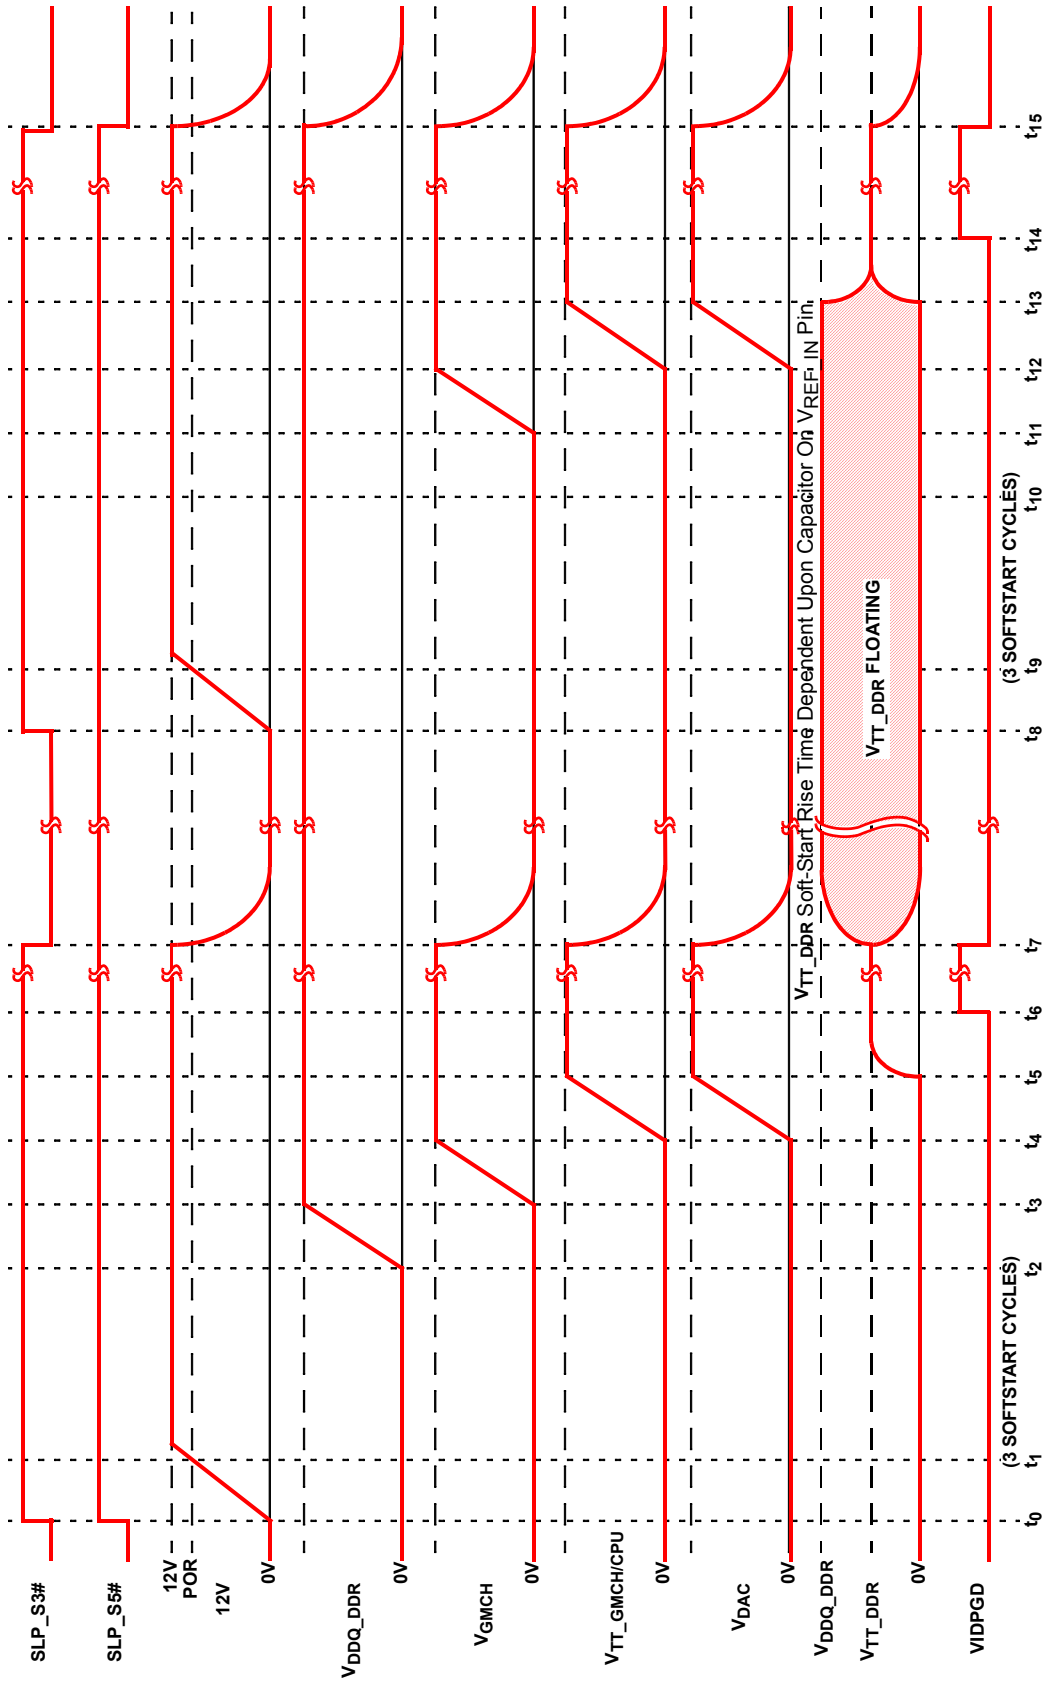 SLP_S3#
SLP_S5#
12V
POR
12V
0V
VDDQ_DDR
0V
VGMCH
0V
VTT_GMCH/CPU
0V
VDAC
0V
VTT_DDR Soft-Start Rise Time Dependent Upon Capacitor On VREF_IN Pin.
VDDQ_DDR
VTT_DDR
VTT_DDR FLOATING
0V
VIDPGD
(3 SOFTSTART CYCLES)
(3 SOFTSTART CYCLES)
t0 t1 t2 t3 t4 t5 t6 t7 t8 t9 t10 t11 t12 t13 t14 t15